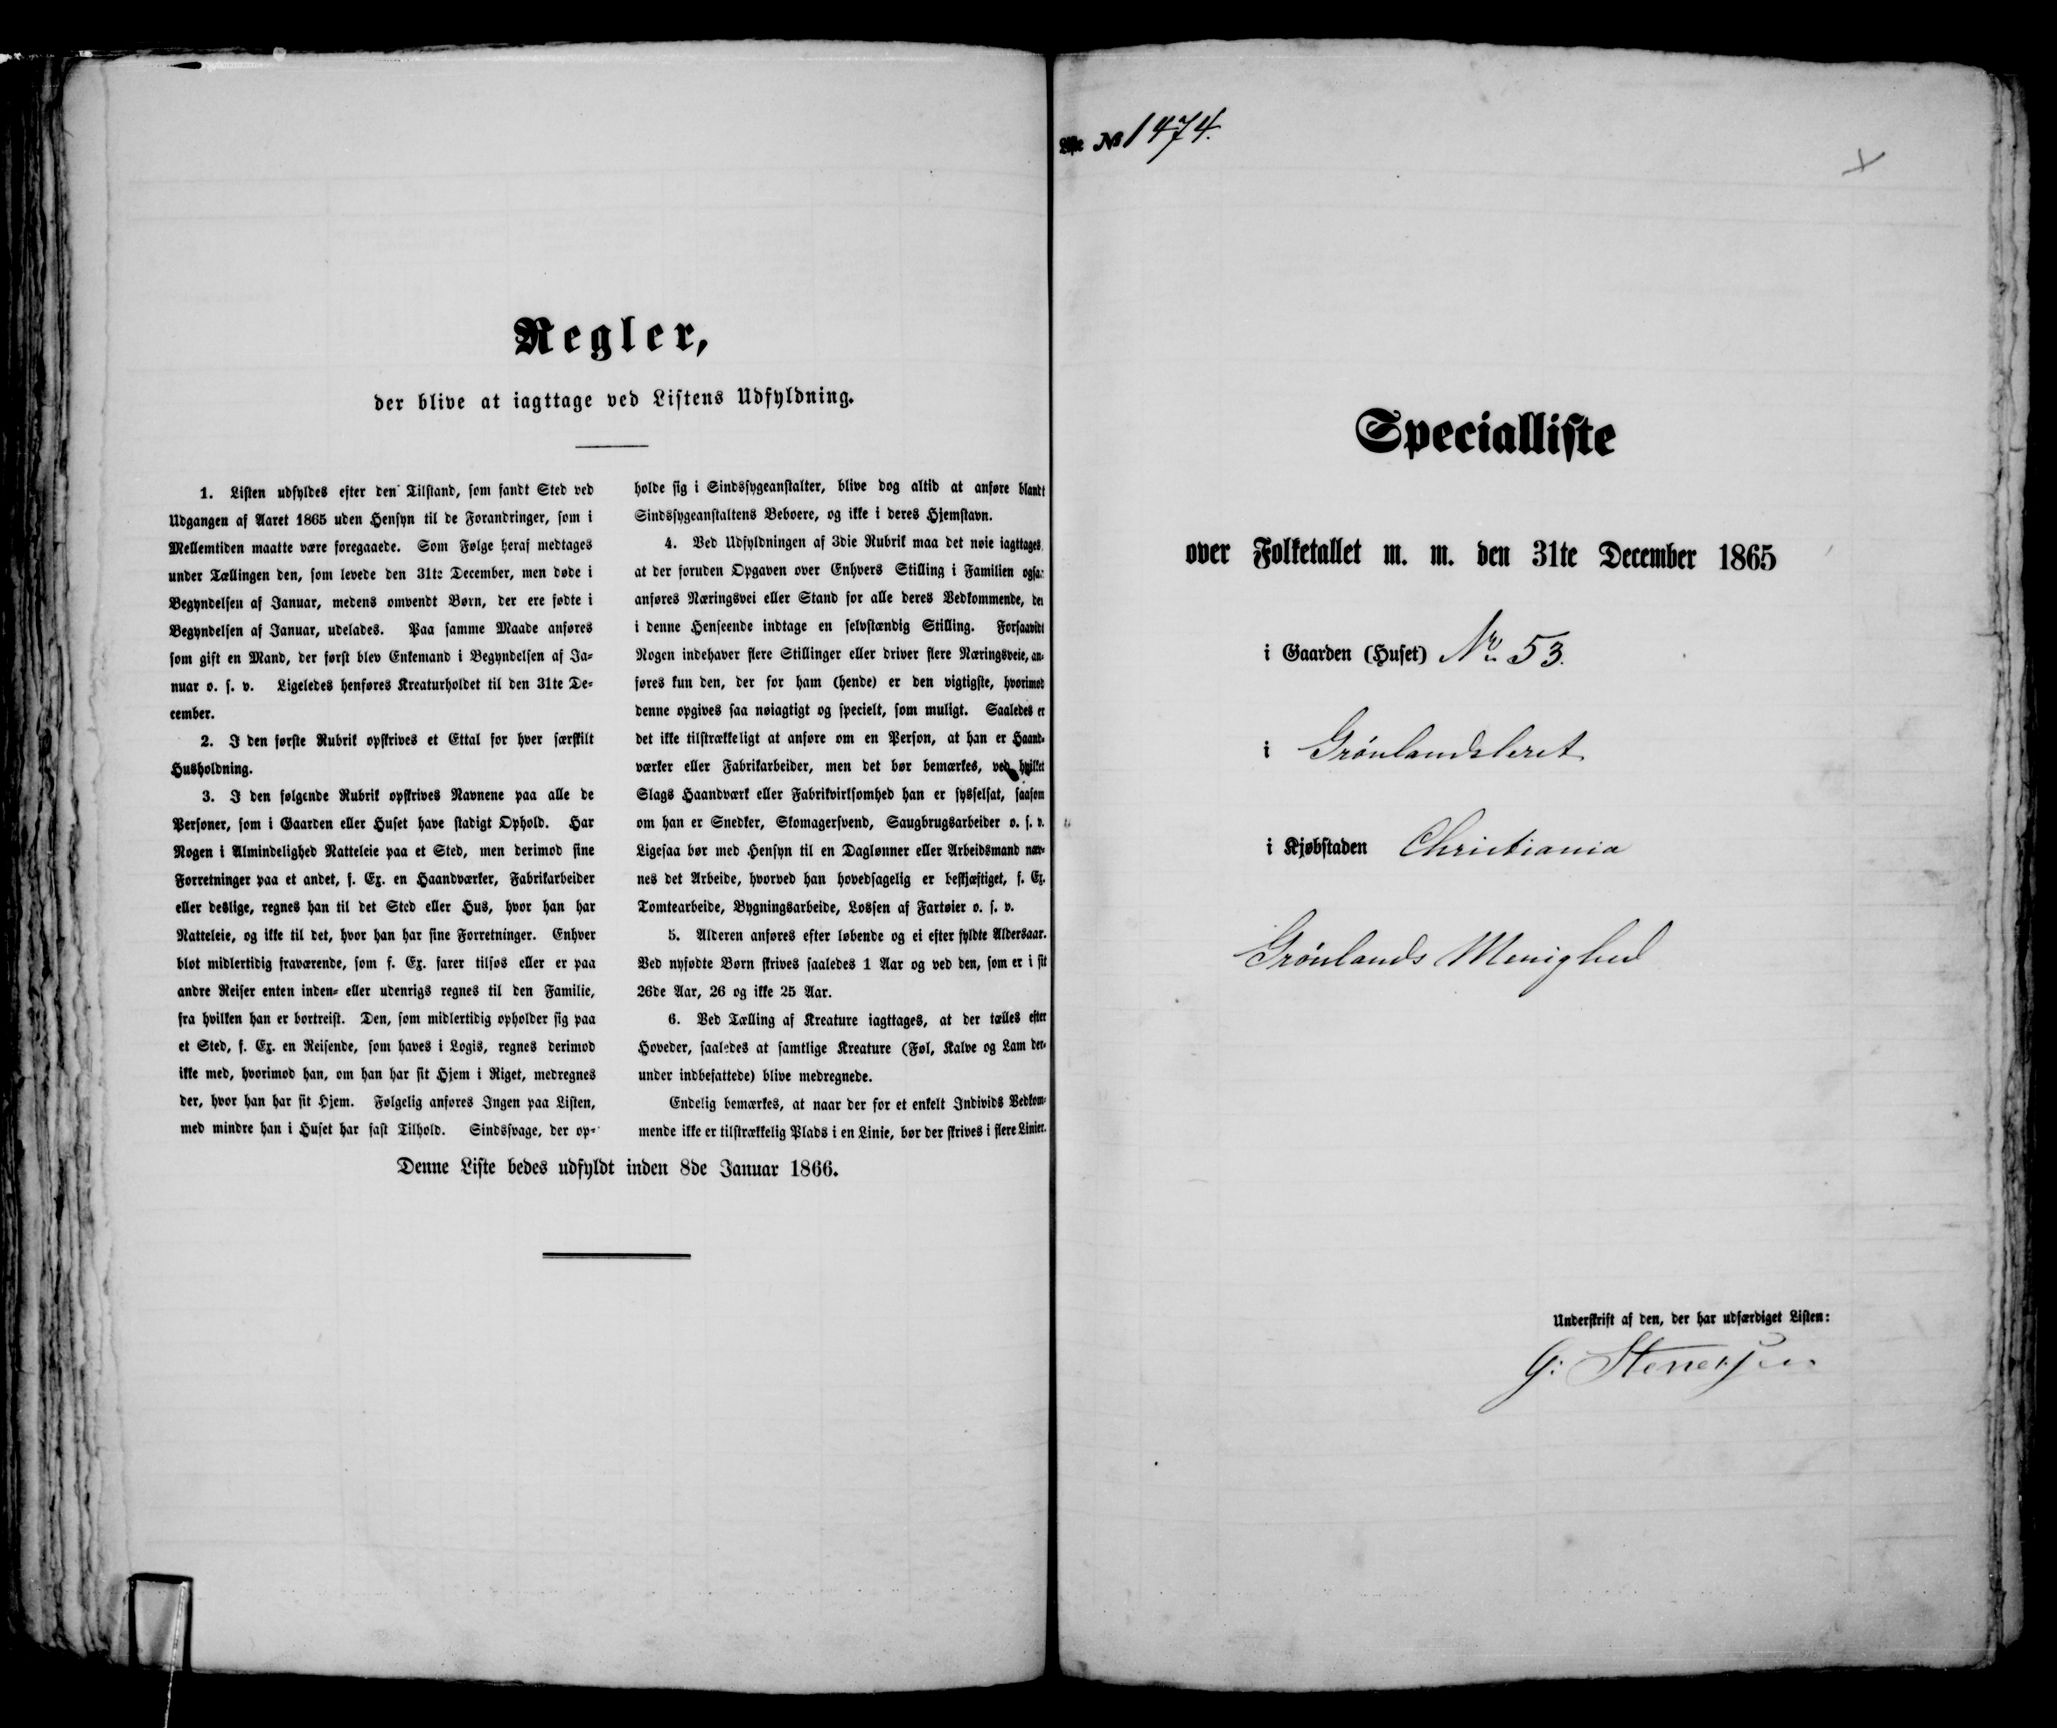 Regler,
der blive at iagttage ved Listens Udfyldning.
1. Listen udfyldes efter den Tilstand, som fandt Sted ved
Udgangen af Aaret 1865 uden Hensyn til de Forandringer, som i
Mellemtiden maatte være foregaaede. Som Følge heraf medtages
under Tællingen den, som levede den 31te December, men døde i
Begyndelsen af Januar, medens omvendt Børn, der ere fødte i
Begyndelsen af Januar, udelades. Paa samme Maade anføres
som gift en Mand, der først blev Enkemand i Begyndelsen af Ja-
nuar o. s. v. Ligeledes henføres Kreaturholdet til den 31te De-
cember.
2. I den første Rubrik opskrives et Ettal for hver særskilt
Husholdning.
3. I den følgende Rubrik opskrives Navnene paa alle de
Personer, som i Gaarden eller Huset have stadigt Ophold. Har
Nogen i Almindelighed Natteleie paa et Sted, men derimod sine
Forretninger paa et andet, f. Ex. en Haandværker, Fabrikarbeider
eller deslige, regnes han til det Sted eller Hus, hvor han har
Natteleie, og ikke til det, hvor han har sine Forretninger. Enhver
blot midlertidig fraværende, som f. Ex. farer tilsøs eller er paa
andre Reiser enten inden- eller udenrigs regnes til den Familie,
fra hvilken han er bortreist. Den, som midlertidig opholder sig paa
et Sted, f. Ex. en Reisende, som haves i Logis, regnes derimod
ikke med, hvorimod han, om han har sit Hjem i Riget, medregnes
der, hvor han har sit Hjem. Følgelig anføres Ingen paa Listen,
med mindre han i Huset har fast Tilhold. Sindssvage, der op-
holde sig i Sindssygeanstalter, blive dog altid at anføre blandt
Sindssygeanstaltens Beboere, og ikke i deres Hjemstavn.
4. Ved Udfyldningen af 3die Rubrik maa det nøie iagttages,
at der foruden Opgaven over Enhvers Stilling i Familien ogsaa
anføres Næringsvei eller Stand for alle deres Vedkommende, der
i denne Henseende indtage en selvstændig Stilling. Forsaavidt
Nogen indehaver flere Stillinger eller driver flere Næringsveie, an-
føres kun den, der for ham (hende) er den vigtigste, hvorimod
denne opgives saa nøiagtigt og specielt, som muligt. Saaledes er
det ikke tilstrækkeligt at anføre om en Person, at han er Haand-
værker eller Fabrikarbeider, men det bør bemærkes, ved hvilket
Slags Haandværk eller Fabrikvirksomhed han er sysselsat, saasom
om han er Snedker, Skomagersvend, Saugbrugsarbeider o. s. v.
Ligesaa bør med Hensyn til en Daglønner eller Arbeidsmand næv-
nes det Arbeide, hvorved han hovedsagelig er beskjæftiget, f. Ex.
Tomtearbeide, Bygningsarbeide, Lossen af Fartøier o. s. v.
5. Alderen anføres efter løbende og ei efter fyldte Aldersaar.
Ved nyfødte Børn skrives saaledes 1 Aar og ved den, som er i sit
26de Aar, 26 og ikke 25 Aar.
6. Ved Tælling af Kreature iagttages, at der tælles efter
Hoveder, saaledes at samtlige Kreature (Føl, Kalve og Lam der-
under indbefattede) blive medregnede.
Endelig bemærkes, at naar der for et enkelt Individs Vedkom-
mende ikke er tilstrækkelig Plads i en Linie, bør der skrives i flere Linier.
Denne Liste bedes udfyldt inden 8de Januar 1866.
Liste No 1474.
Specialliste
over Folketallet m. m. den 31te December 1865
i Gaarden (Huset) No 53.
i Grönlandsleret
i Kjøbstaden Christiania
Grönlands Menighed
Underskrift af den, der har udfærdiget Listen:
G: Stenersen